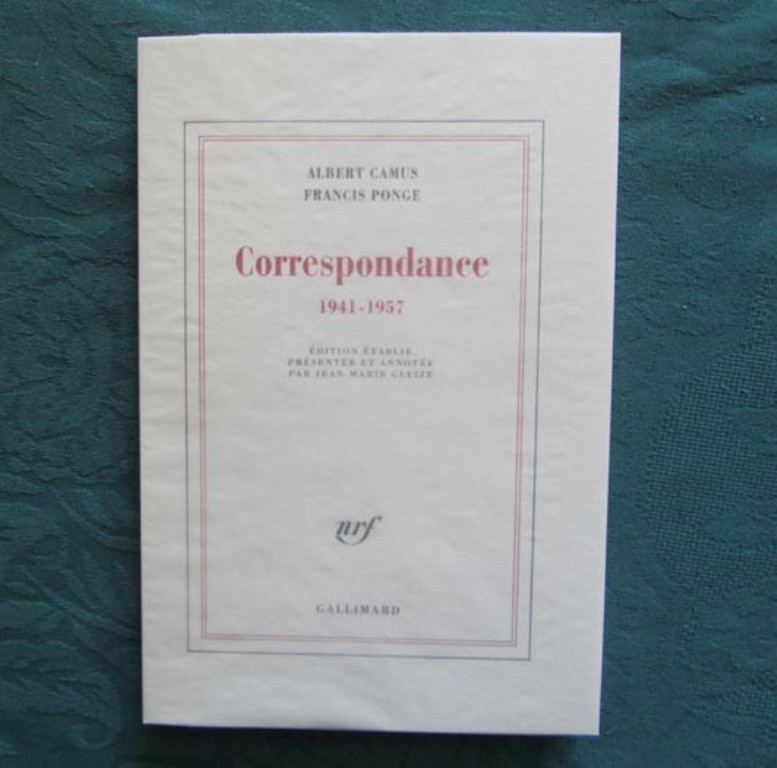 ALBERT CAMUS
FRANCIS PONGE
Correspondance
1941-1957
ÉDITION ÉTABLIE,
PRÉSENTÉE ET ANNOTÉE
PAR JEAN-MARIE GLEIZE
nrf
GALLIMARD